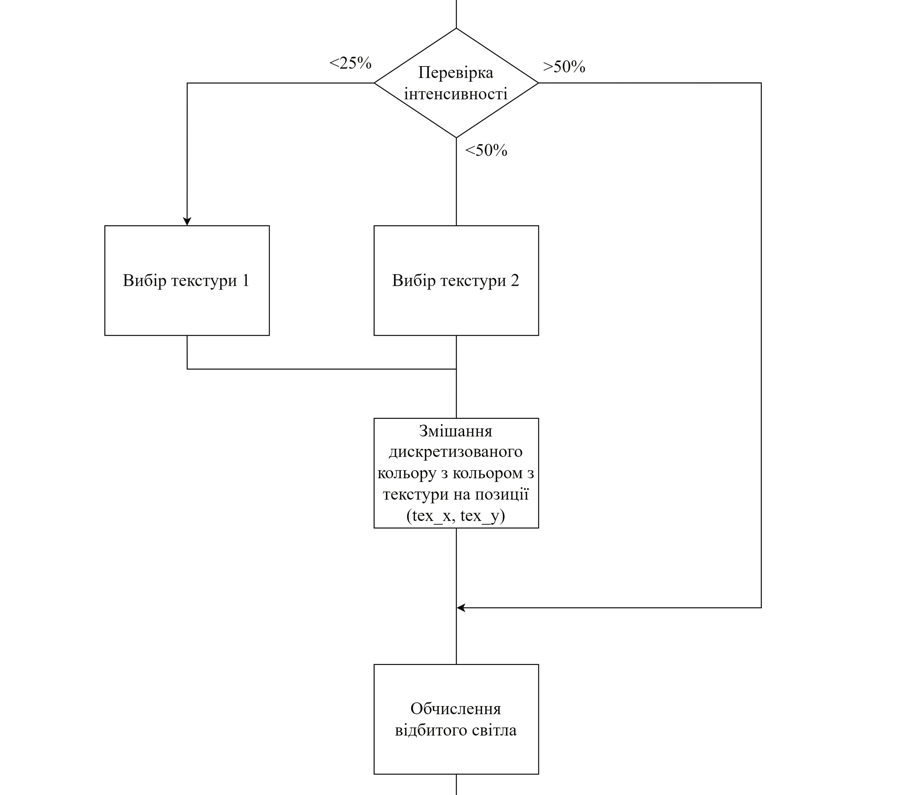 <25%
Перевірка
інтенсивності
>50%
<50%
Вибір текстури 1
Вибір текстури 2
Змішання
дискретизованого
кольору з кольором з
текстури на позиції
(tex_x, tex_y)
Обчислення
відбитого світла